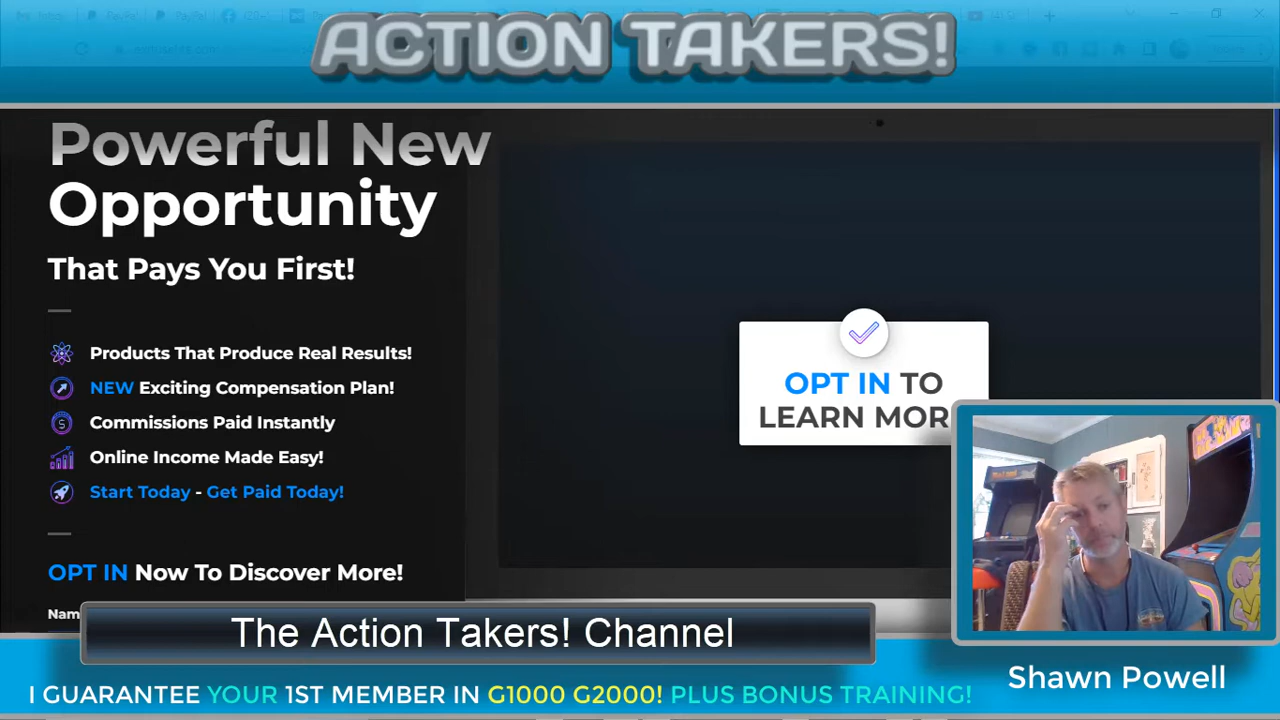 ACTION TAKERS!
Powerful New
Opportunity
That Pays You First!
Products That Produce Real Results!
NEW Exciting Compensation Plan!
Commissions Paid Instantly
Online Income Made Easy!
Start Today - Get Paid Today!
OPT IN Now To Discover More!
Nam
OPT IN TO
LEARN MOR
The Action Takers! Channel
Shawn Powell
I GUARANTEE YOUR 1ST MEMBER IN G1000 G2000! PLUS BONUS TRAINING!